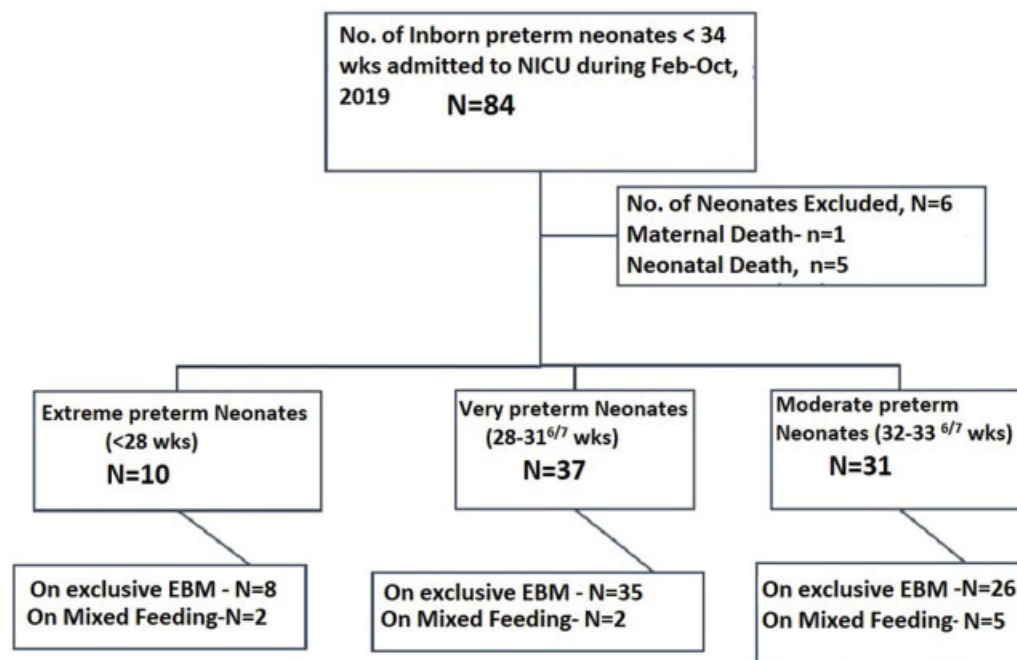 No. of Inborn preterm neonates < 34
wks admitted to NICU during Feb-Oct,
2019 N=84
No. of Neonates Excluded, N=6
Maternal Death- n=1
Neonatal Death, n=5
Extreme preterm Neonates
(<28 wks)
N=10
Very preterm Neonates
(28-31⁶/⁷ wks)
N=37
Moderate preterm
Neonates (32-33 ⁶/⁷ wks)
N=31
On exclusive EBM - N=8
On Mixed Feeding-N=2
On exclusive EBM - N=35
On Mixed Feeding- N=2
On exclusive EBM -N=26
On Mixed Feeding- N=5